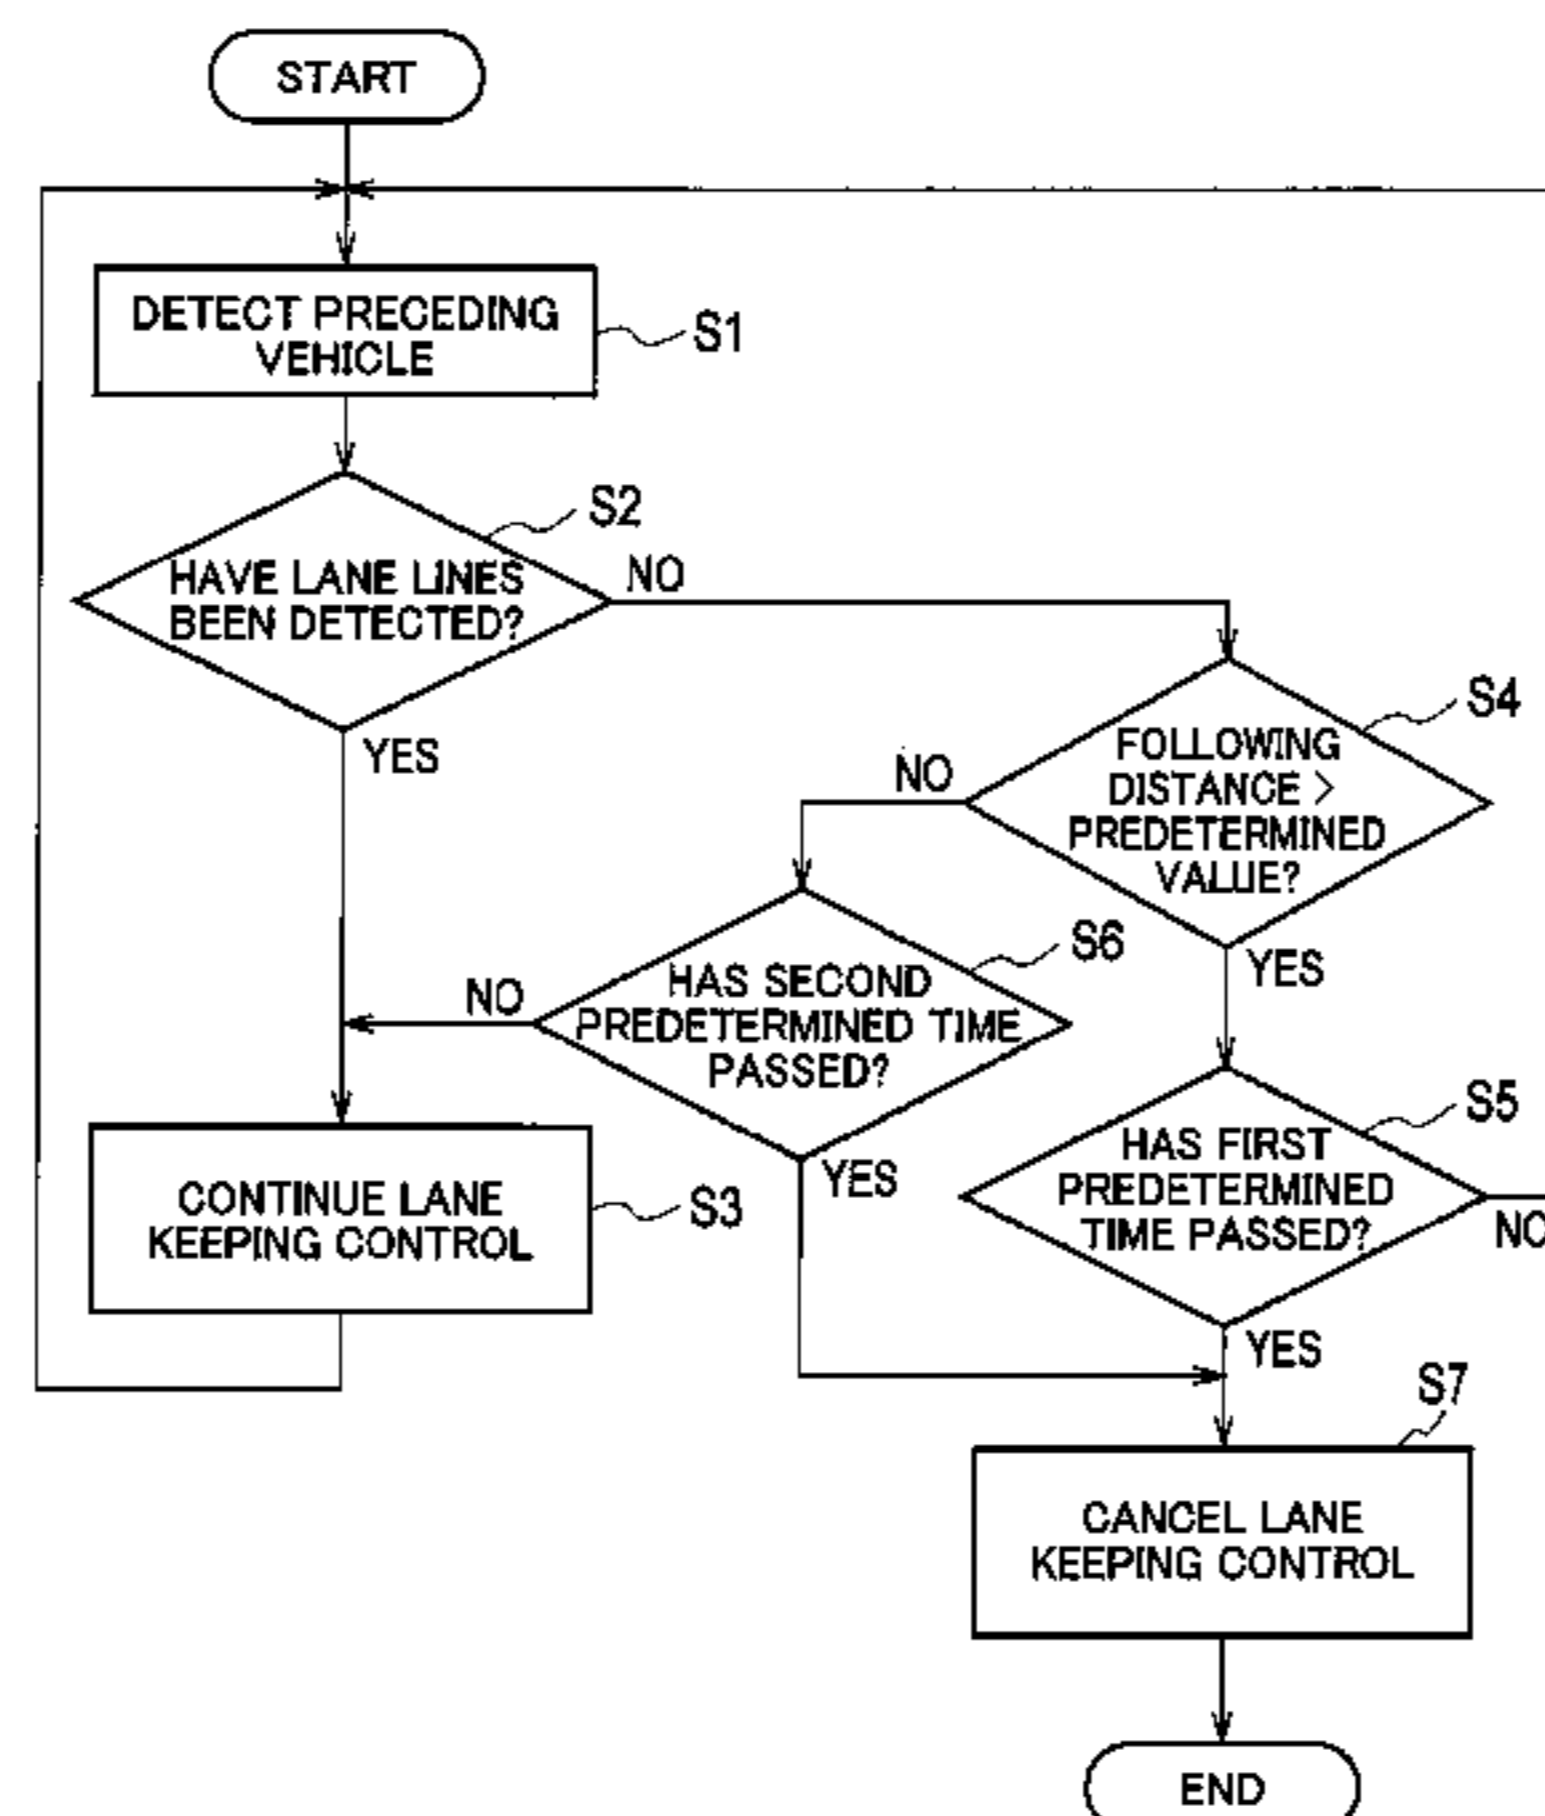 START
DETECT PRECEDING
VEHICLE
S1
S2
HAVE LANE LINES
BEEN DETECTED?
NO
YES
S4
FOLLOWING
DISTANCE >
PREDETERMINED
VALUE?
NO
YES
S6
HAS SECOND
PREDETERMINED TIME
PASSED?
NO
YES
S5
HAS FIRST
PREDETERMINED
TIME PASSED?
NO
YES
CONTINUE LANE
KEEPING CONTROL
S3
S7
CANCEL LANE
KEEPING CONTROL
END